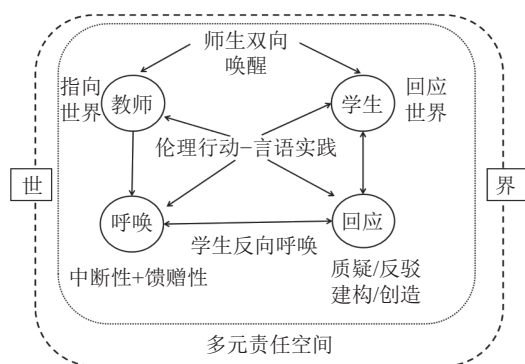 师生双向
唤醒
指向
世界
教师
学生
回应
世界
伦理行动–言语实践
世
界
呼唤
回应
学生反向呼唤
中断性+馈赠性
质疑/反驳
建构/创造
多元责任空间